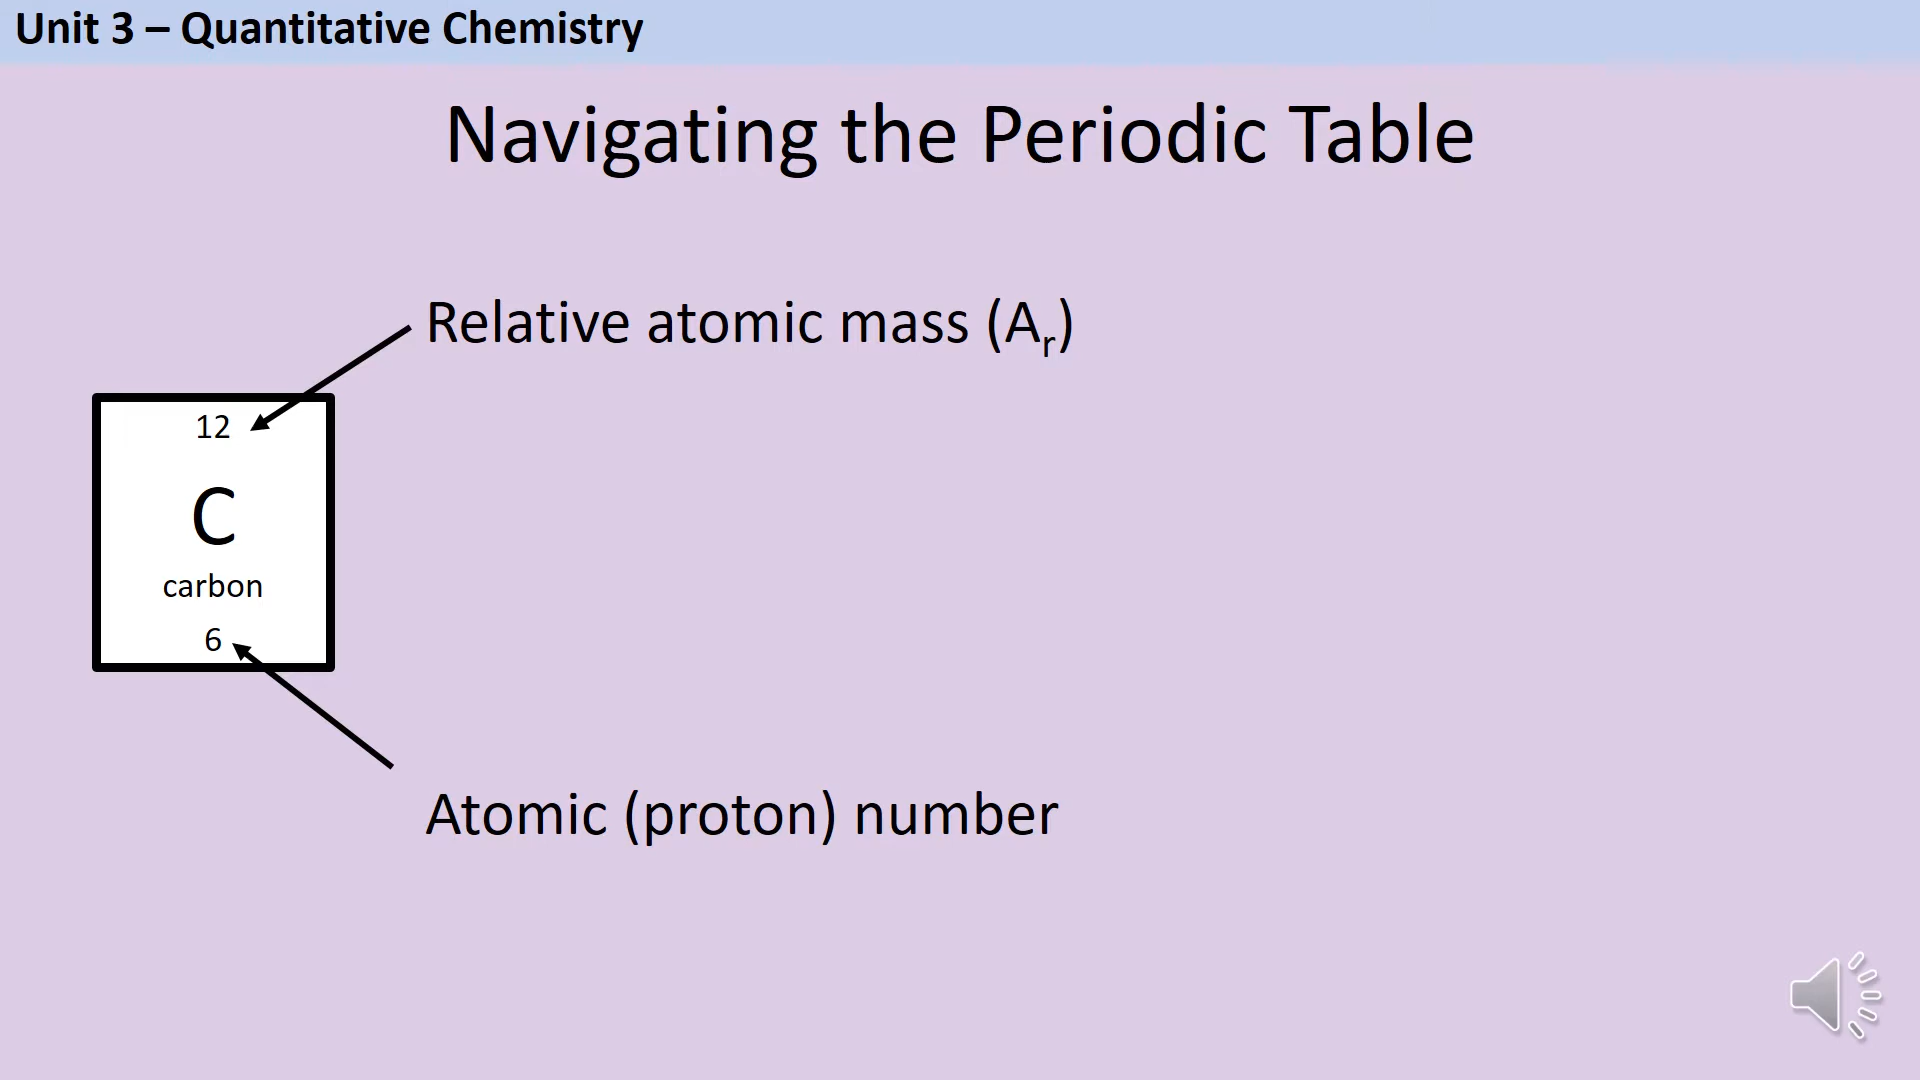 Unit 3 – Quantitative Chemistry
Navigating the Periodic Table
Relative atomic mass (Ar)
12
C
carbon
6
Atomic (proton) number